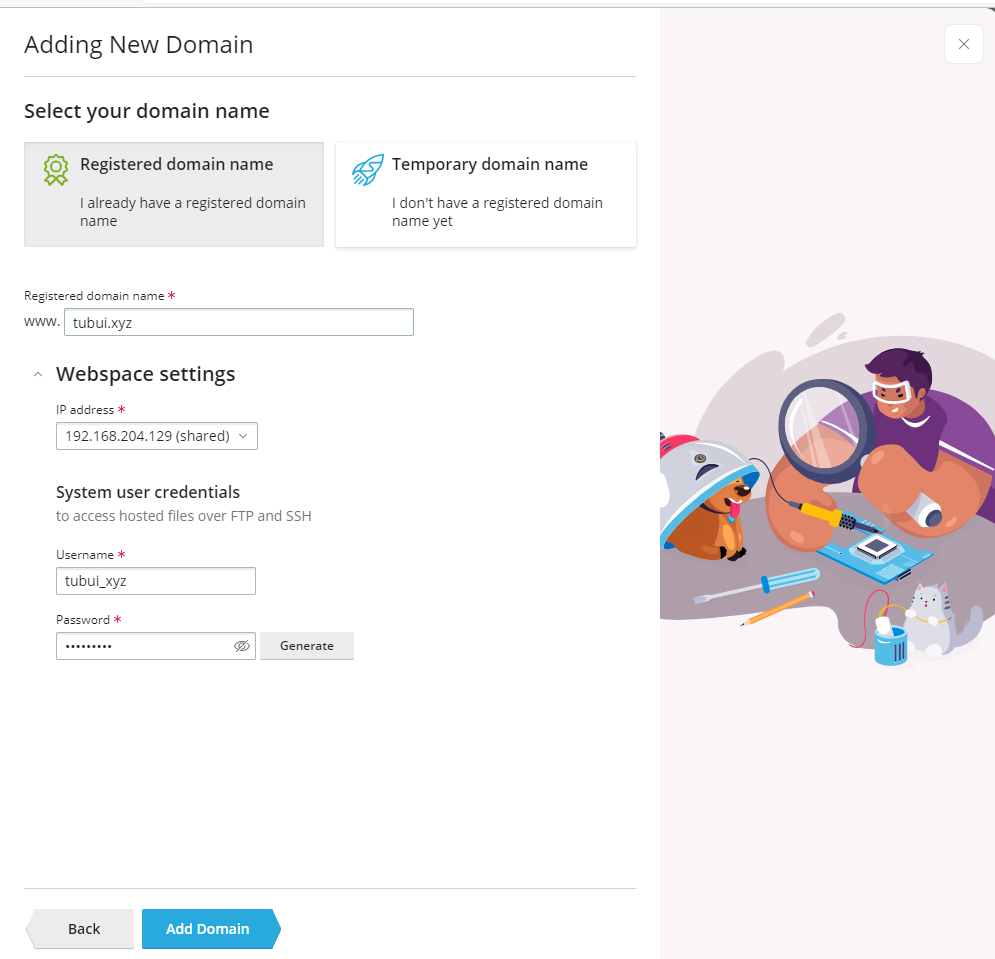 Adding New Domain
Select your domain name
Registered domain name
I already have a registered domain
name
Temporary domain name
I don't have a registered domain
name yet
Registered domain name *
www. tubui.xyz
Webspace settings
IP address *
192.168.204.129 (shared)
System user credentials
to access hosted files over FTP and SSH
Username *
tubui_xyz
Password *
•••••••••
Generate
Back
Add Domain